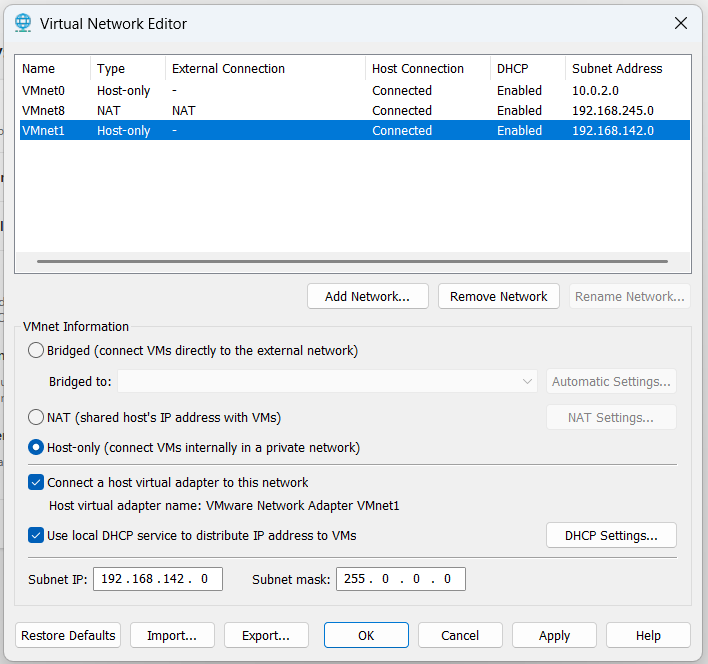 Virtual Network Editor
Name Type External Connection Host Connection DHCP Subnet Address
VMnet0 Host-only - Connected Enabled 10.0.2.0
VMnet8 NAT NAT Connected Enabled 192.168.245.0
VMnet1 Host-only - Connected Enabled 192.168.142.0
Add Network... Remove Network Rename Network...
VMnet Information
Bridged (connect VMs directly to the external network)
Bridged to: Automatic Settings...
NAT (shared host's IP address with VMs) NAT Settings...
Host-only (connect VMs internally in a private network)
Connect a host virtual adapter to this network
Host virtual adapter name: VMware Network Adapter VMnet1
Use local DHCP service to distribute IP address to VMs DHCP Settings...
Subnet IP: 192 . 168 . 142 . 0 Subnet mask: 255 . 0 . 0 . 0
Restore Defaults Import... Export... OK Cancel Apply Help